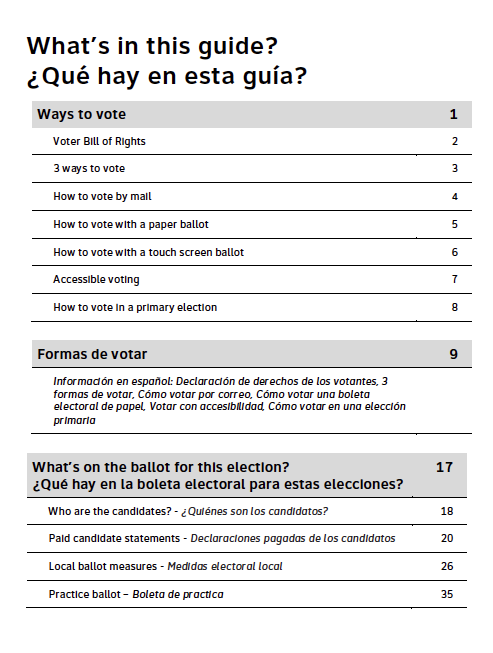 What's in this guide?
¿Qué hay en esta guía?
Ways to vote 1
Voter Bill of Rights 2
3 ways to vote 3
How to vote by mail 4
How to vote with a paper ballot 5
How to vote with a touch screen ballot 6
Accessible voting 7
How to vote in a primary election 8
Formas de votar 9
Información en español: Declaración de derechos de los votantes, 3
formas de votar, Cómo votar por correo, Cómo votar una boleta
electoral de papel, Votar con accesibilidad, Cómo votar en una elección
primaria
What's on the ballot for this election? 17
¿Qué hay en la boleta electoral para estas elecciones?
Who are the candidates? - ¿Quiénes son los candidatos? 18
Paid candidate statements - Declaraciones pagadas de los candidatos 20
Local ballot measures - Medidas electoral local 26
Practice ballot – Boleta de practica 35